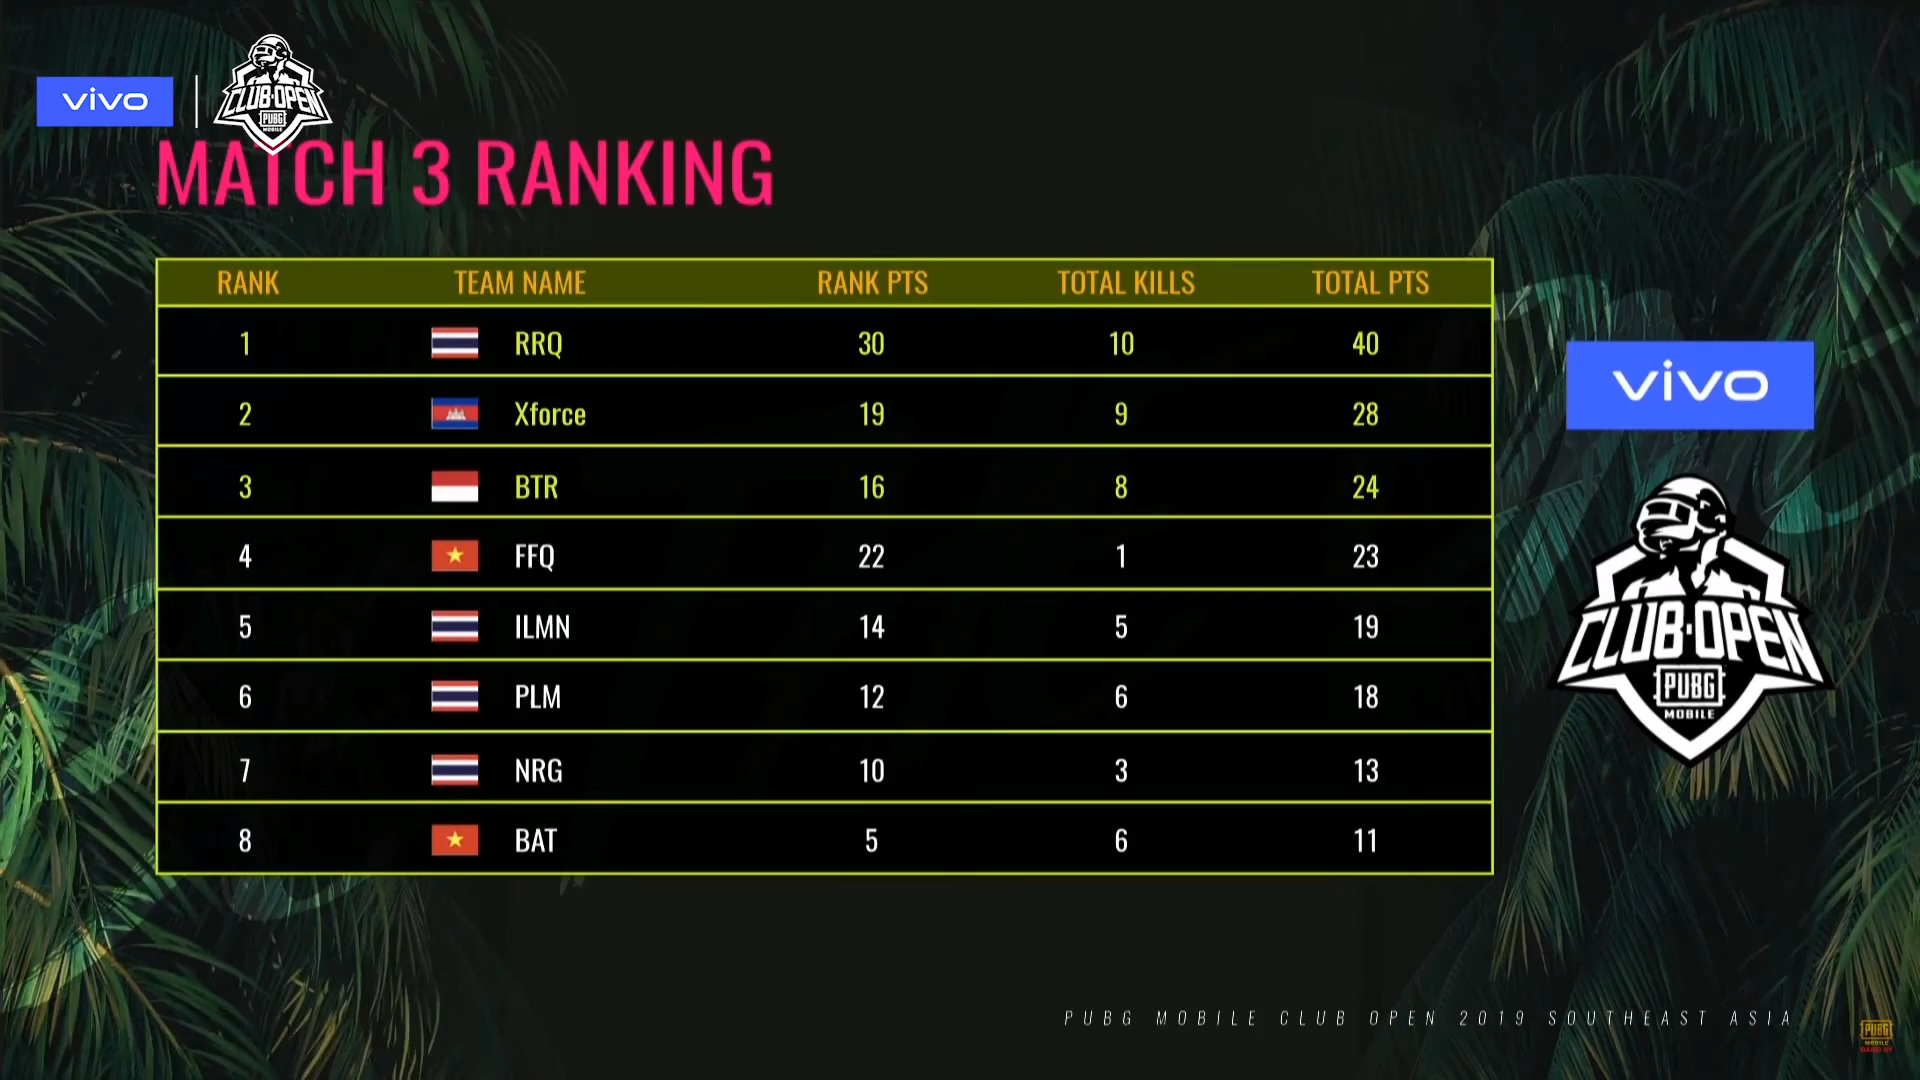 vivo
CLUB·OPEN
PUBG
MOBILE
MATCH 3 RANKING
RANK TEAM NAME RANK PTS TOTAL KILLS TOTAL PTS
1 RRQ 30 10 40
2 Xforce 19 9 28
3 BTR 16 8 24
4 FFQ 22 1 23
5 ILMN 14 5 19
6 PLM 12 6 18
7 NRG 10 3 13
8 BAT 5 6 11
vivo
CLUB·OPEN
PUBG
MOBILE
PUBG MOBILE CLUB OPEN 2019 SOUTHEAST ASIA
PUBG
MOBILE